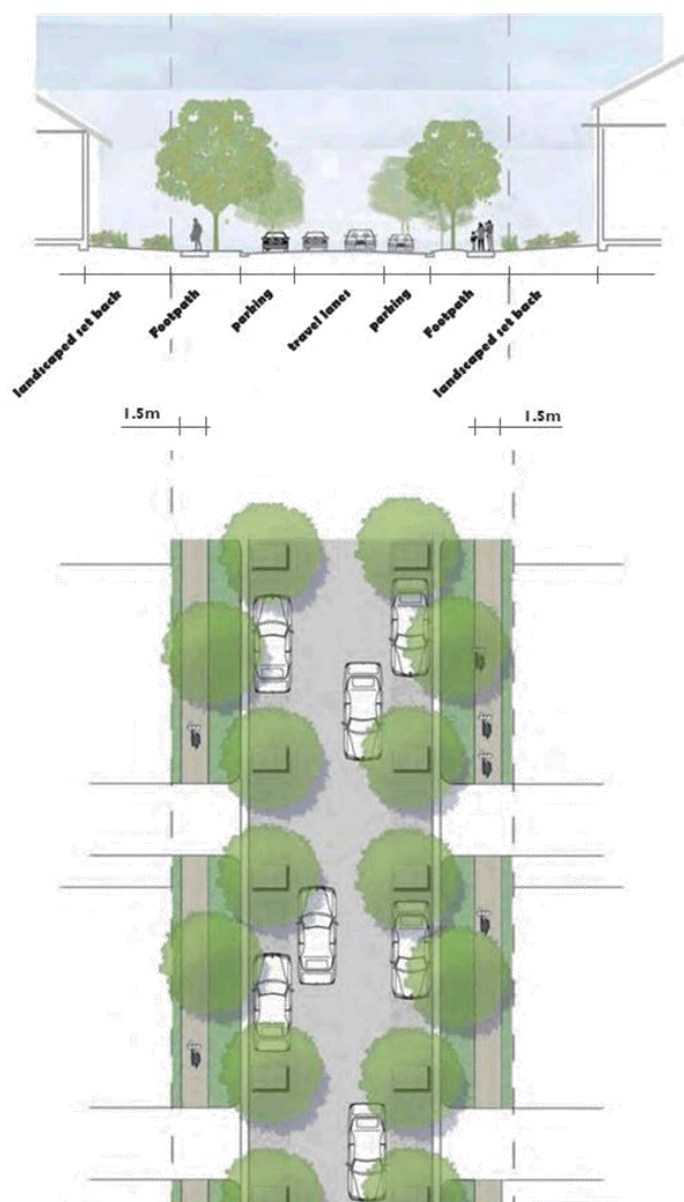 landscaped set back
Footpath
parking
travel lanes
parking
Footpath
landscaped set back
1.5m
1.5m